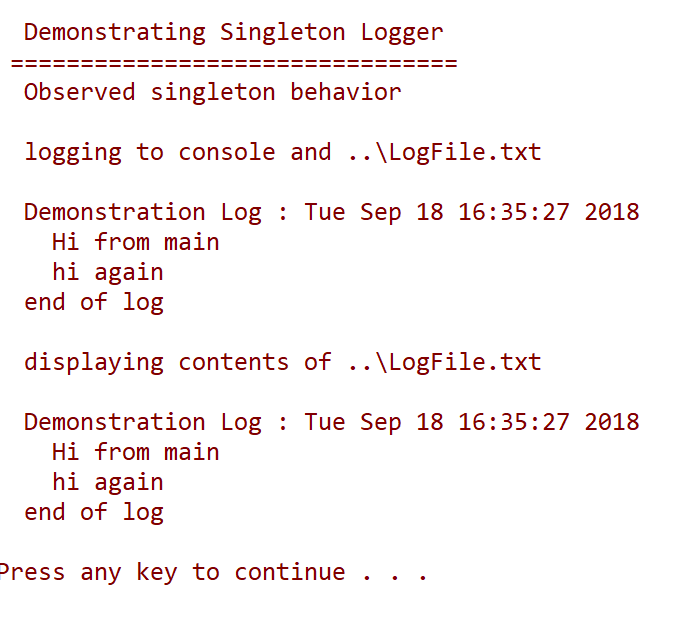 Demonstrating Singleton Logger
================================
Observed singleton behavior
logging to console and ..\LogFile.txt
Demonstration Log : Tue Sep 18 16:35:27 2018
Hi from main
hi again
end of log
displaying contents of ..\LogFile.txt
Demonstration Log : Tue Sep 18 16:35:27 2018
Hi from main
hi again
end of log
Press any key to continue . . .